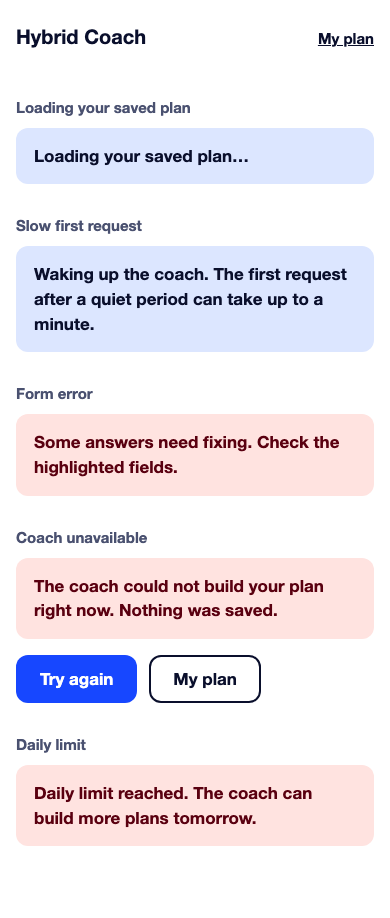 Hybrid Coach
My plan
Loading your saved plan
Loading your saved plan…
Slow first request
Waking up the coach. The first request
after a quiet period can take up to a
minute.
Form error
Some answers need fixing. Check the
highlighted fields.
Coach unavailable
The coach could not build your plan
right now. Nothing was saved.
Try again
My plan
Daily limit
Daily limit reached. The coach can
build more plans tomorrow.